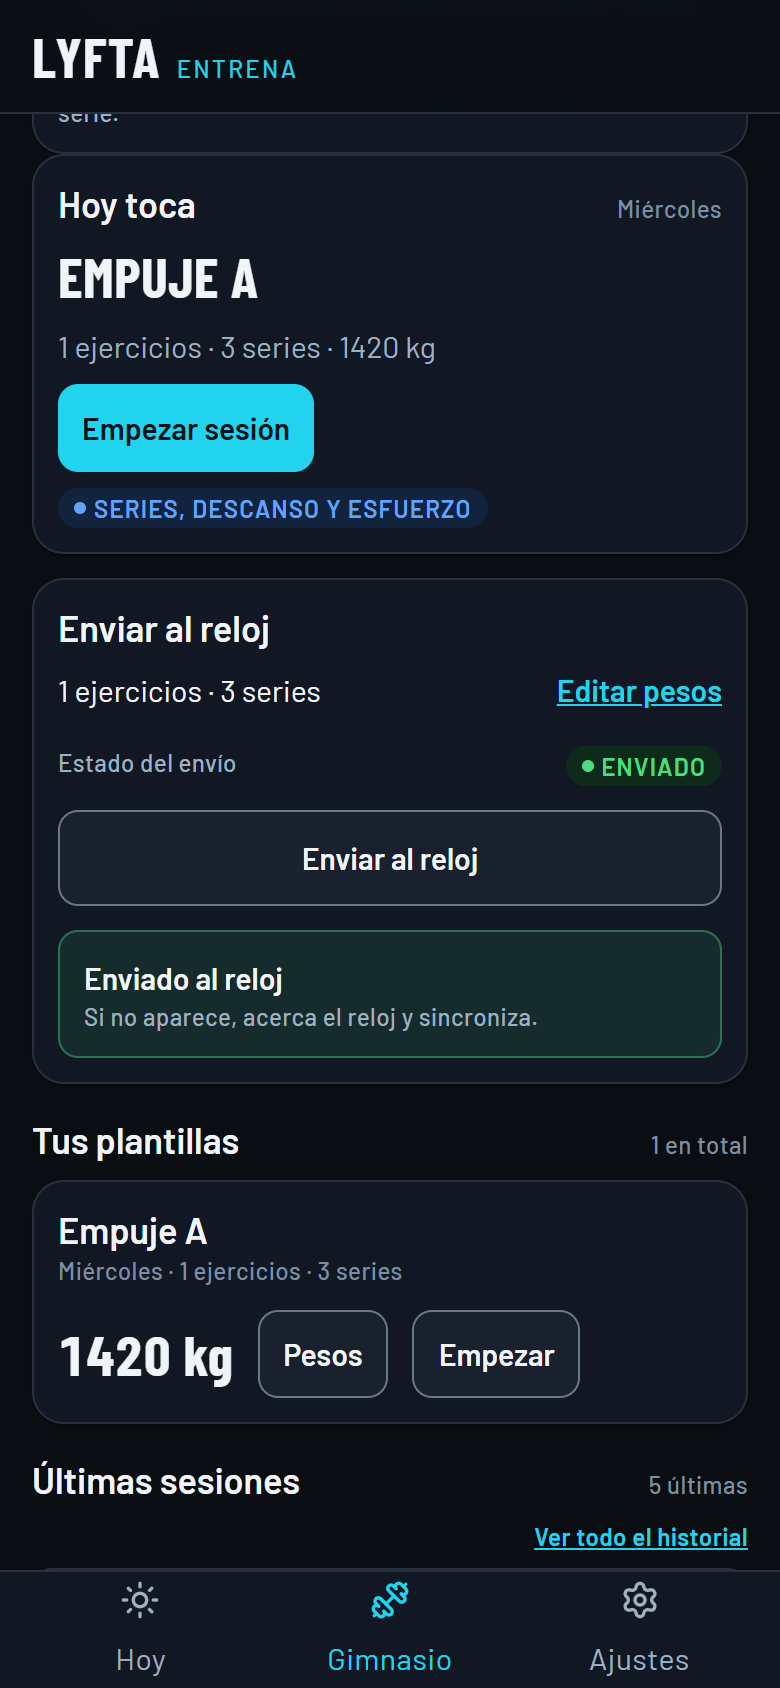 LYFTA ENTRENA
serie.
Hoy toca
Miércoles
EMPUJE A
1 ejercicios · 3 series · 1420 kg
Empezar sesión
SERIES, DESCANSO Y ESFUERZO
Enviar al reloj
1 ejercicios · 3 series
Editar pesos
Estado del envío
ENVIADO
Enviar al reloj
Enviado al reloj
Si no aparece, acerca el reloj y sincroniza.
Tus plantillas
1 en total
Empuje A
Miércoles · 1 ejercicios · 3 series
1420 kg
Pesos
Empezar
Últimas sesiones
5 últimas
Ver todo el historial
Hoy
Gimnasio
Ajustes